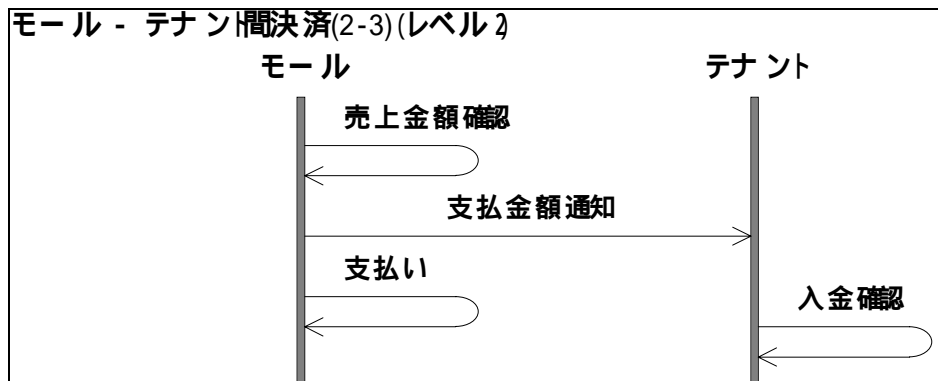 モール - テナント間決済(2-3)(レベル2)
モール
テナント
売上金額確認
支払金額通知
支払い
入金確認